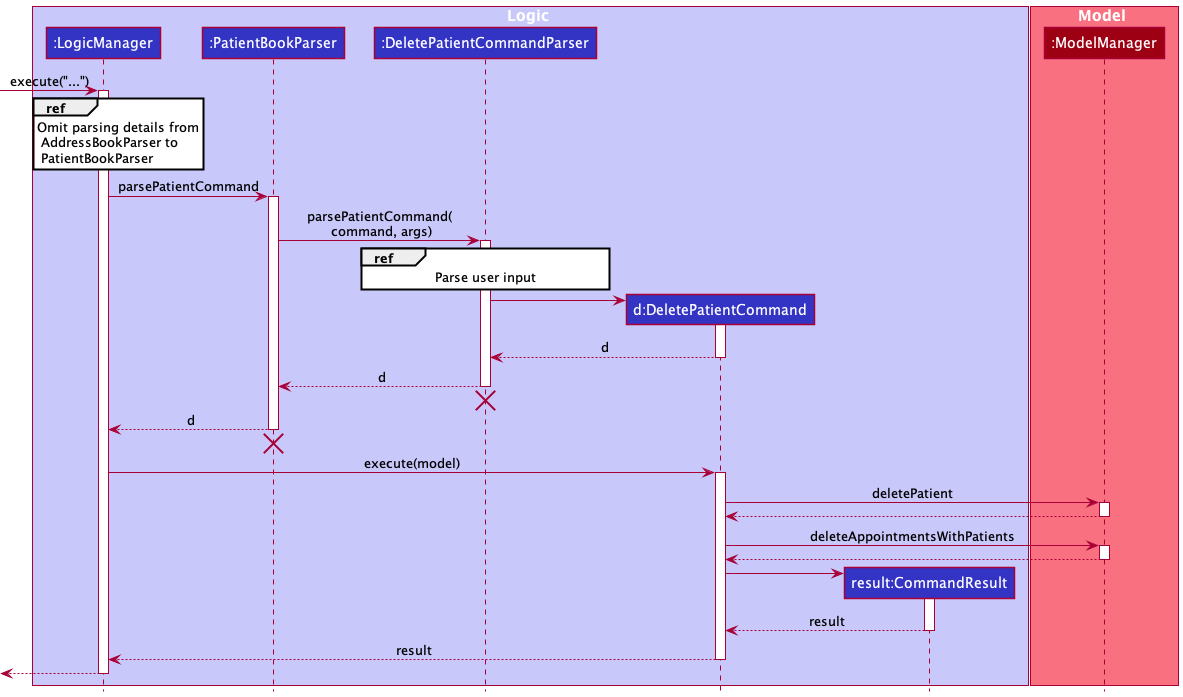 Logic
Model
:LogicManager
:PatientBookParser
:DeletePatientCommandParser
:ModelManager
execute("...")
ref
Omit parsing details from
AddressBookParser to
PatientBookParser
parsePatientCommand
parsePatientCommand(
command, args)
ref
Parse user input
d:DeletePatientCommand
d
d
d
execute(model)
deletePatient
deleteAppointmentsWithPatients
result:CommandResult
result
result